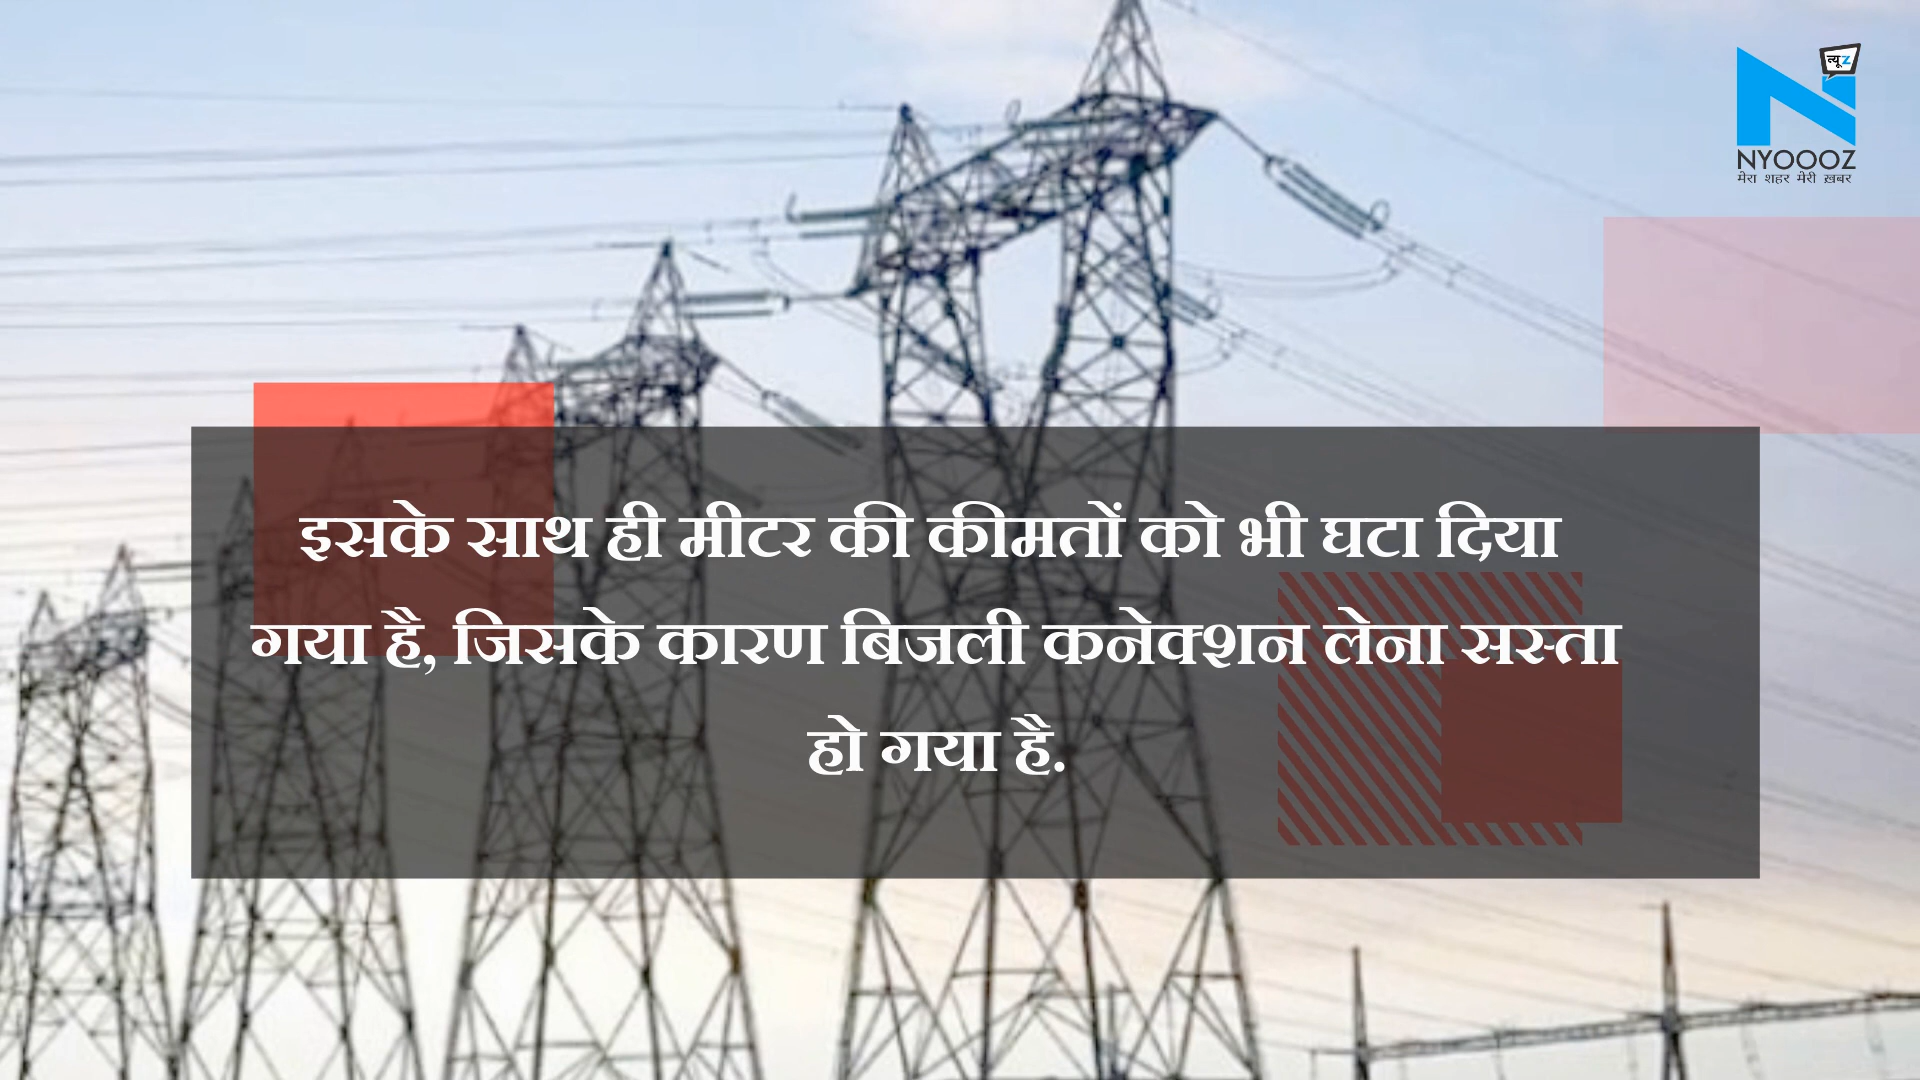 न्यूz
NYOOOZ
मेरा शहर मेरी ख़बर
इसके साथ ही मीटर की कीमतों को भी घटा दिया
गया है, जिसके कारण बिजली कनेक्शन लेना सस्ता
हो गया है.